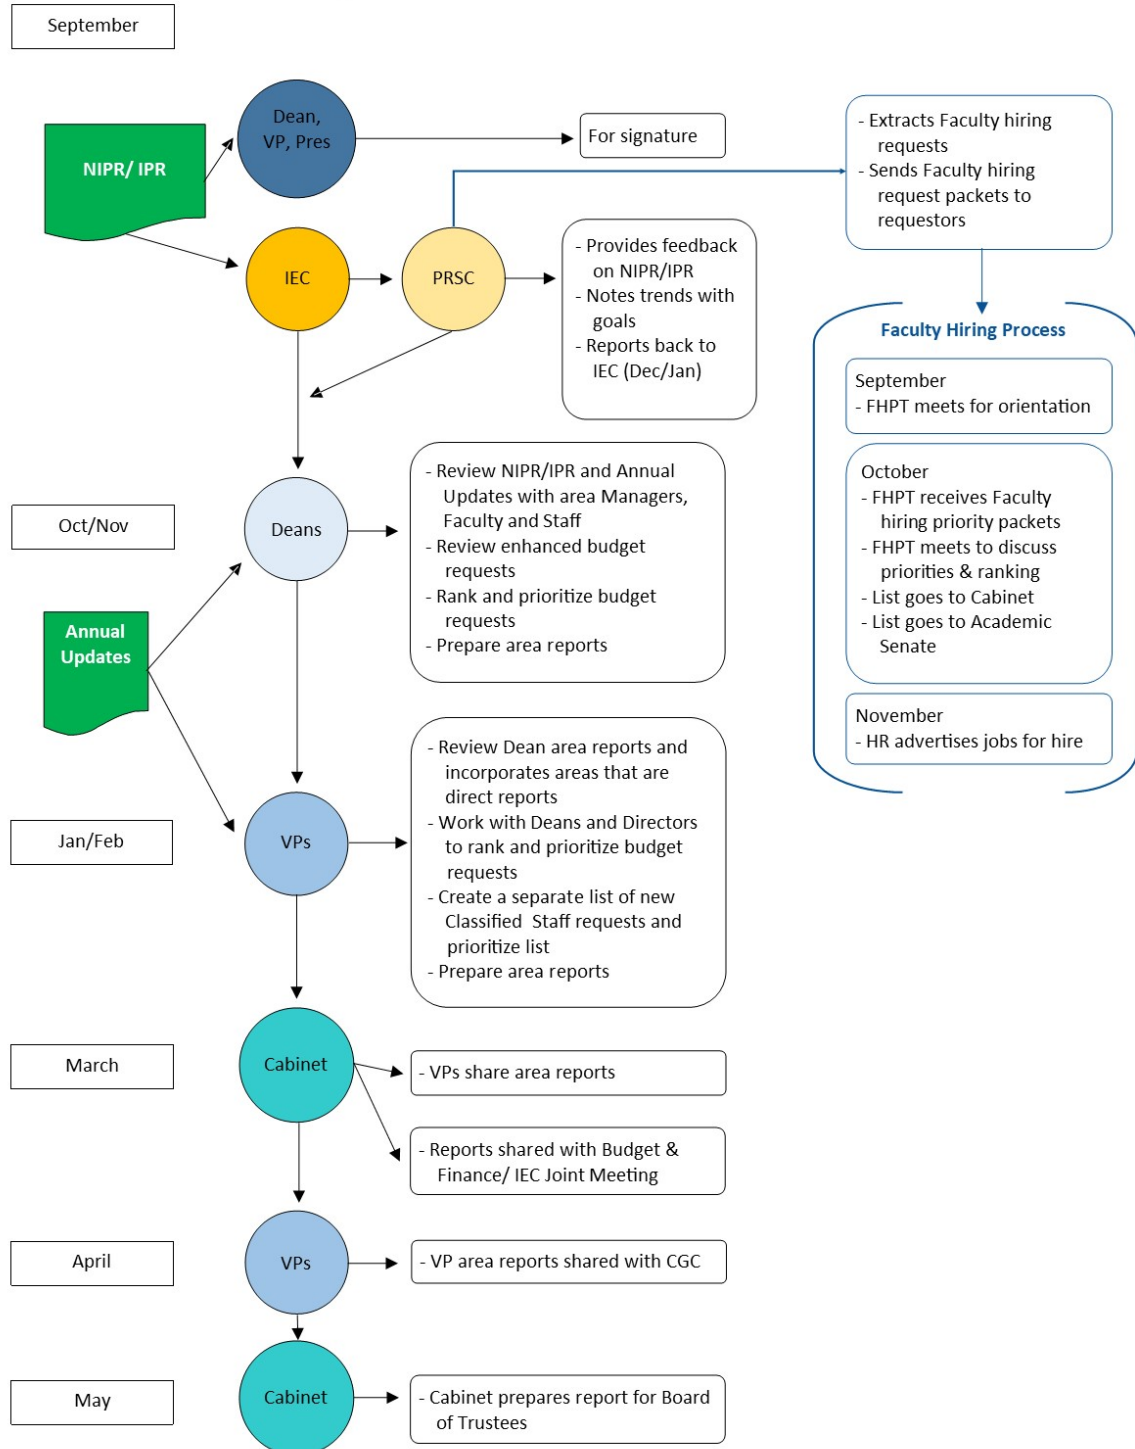 September
Dean,
VP, Pres
NIPR/ IPR
For signature
- Extracts Faculty hiring
requests
- Sends Faculty hiring
request packets to
requestors
IEC
PRSC
- Provides feedback
on NIPR/IPR
- Notes trends with
goals
- Reports back to
IEC (Dec/Jan)
Faculty Hiring Process
September
- FHPT meets for orientation
October
- FHPT receives Faculty
hiring priority packets
- FHPT meets to discuss
priorities & ranking
- List goes to Cabinet
- List goes to Academic
Senate
November
- HR advertises jobs for hire
Oct/Nov
Deans
- Review NIPR/IPR and Annual
Updates with area Managers,
Faculty and Staff
- Review enhanced budget
requests
- Rank and prioritize budget
requests
- Prepare area reports
Annual
Updates
Jan/Feb
VPs
- Review Dean area reports and
incorporates areas that are
direct reports
- Work with Deans and Directors
to rank and prioritize budget
requests
- Create a separate list of new
Classified  Staff requests and
prioritize list
- Prepare area reports
March
Cabinet
- VPs share area reports
- Reports shared with Budget &
Finance/ IEC Joint Meeting
April
VPs
- VP area reports shared with CGC
May
Cabinet
- Cabinet prepares report for Board
of Trustees